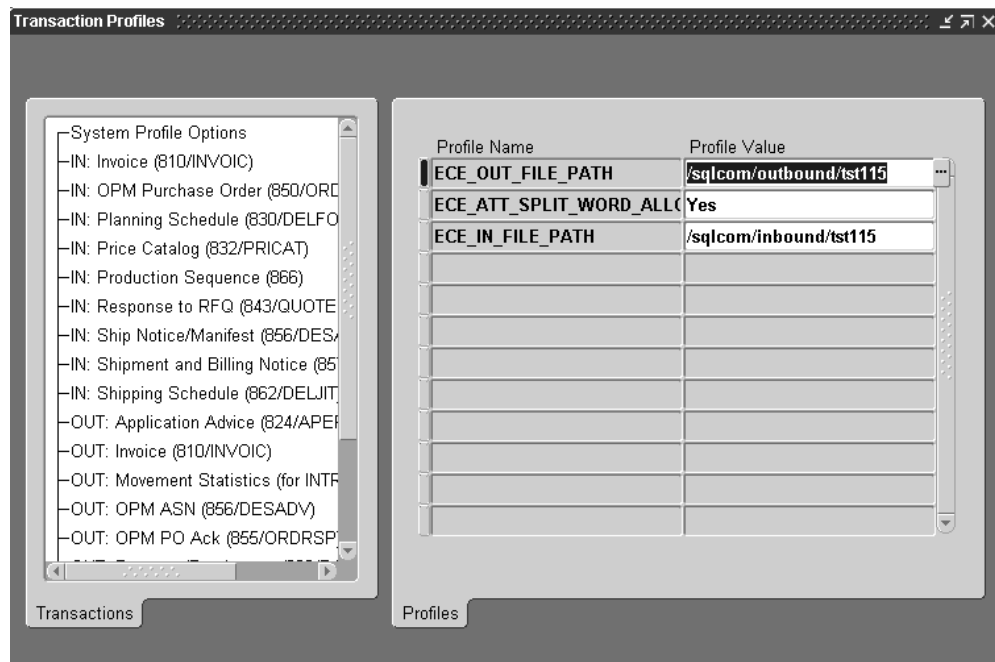 Transaction Profiles
System Profile Options
IN: Invoice (810/INVOIC)
IN: OPM Purchase Order (850/ORD
IN: Planning Schedule (830/DELFO
IN: Price Catalog (832/PRICAT)
IN: Production Sequence (866)
IN: Response to RFQ (843/QUOTE
IN: Ship Notice/Manifest (856/DESA
IN: Shipment and Billing Notice (85
IN: Shipping Schedule (862/DELJIT
OUT: Application Advice (824/APE
OUT: Invoice (810/INVOIC)
OUT: Movement Statistics (for INTR
OUT: OPM ASN (856/DESADV)
OUT: OPM PO Ack (855/ORDRSP
Transactions
Profile Name Profile Value
ECE_OUT_FILE_PATH /sqlcom/outbound/tst115 ...
ECE_ATT_SPLIT_WORD_ALLO Yes
ECE_IN_FILE_PATH /sqlcom/inbound/tst115
Profiles